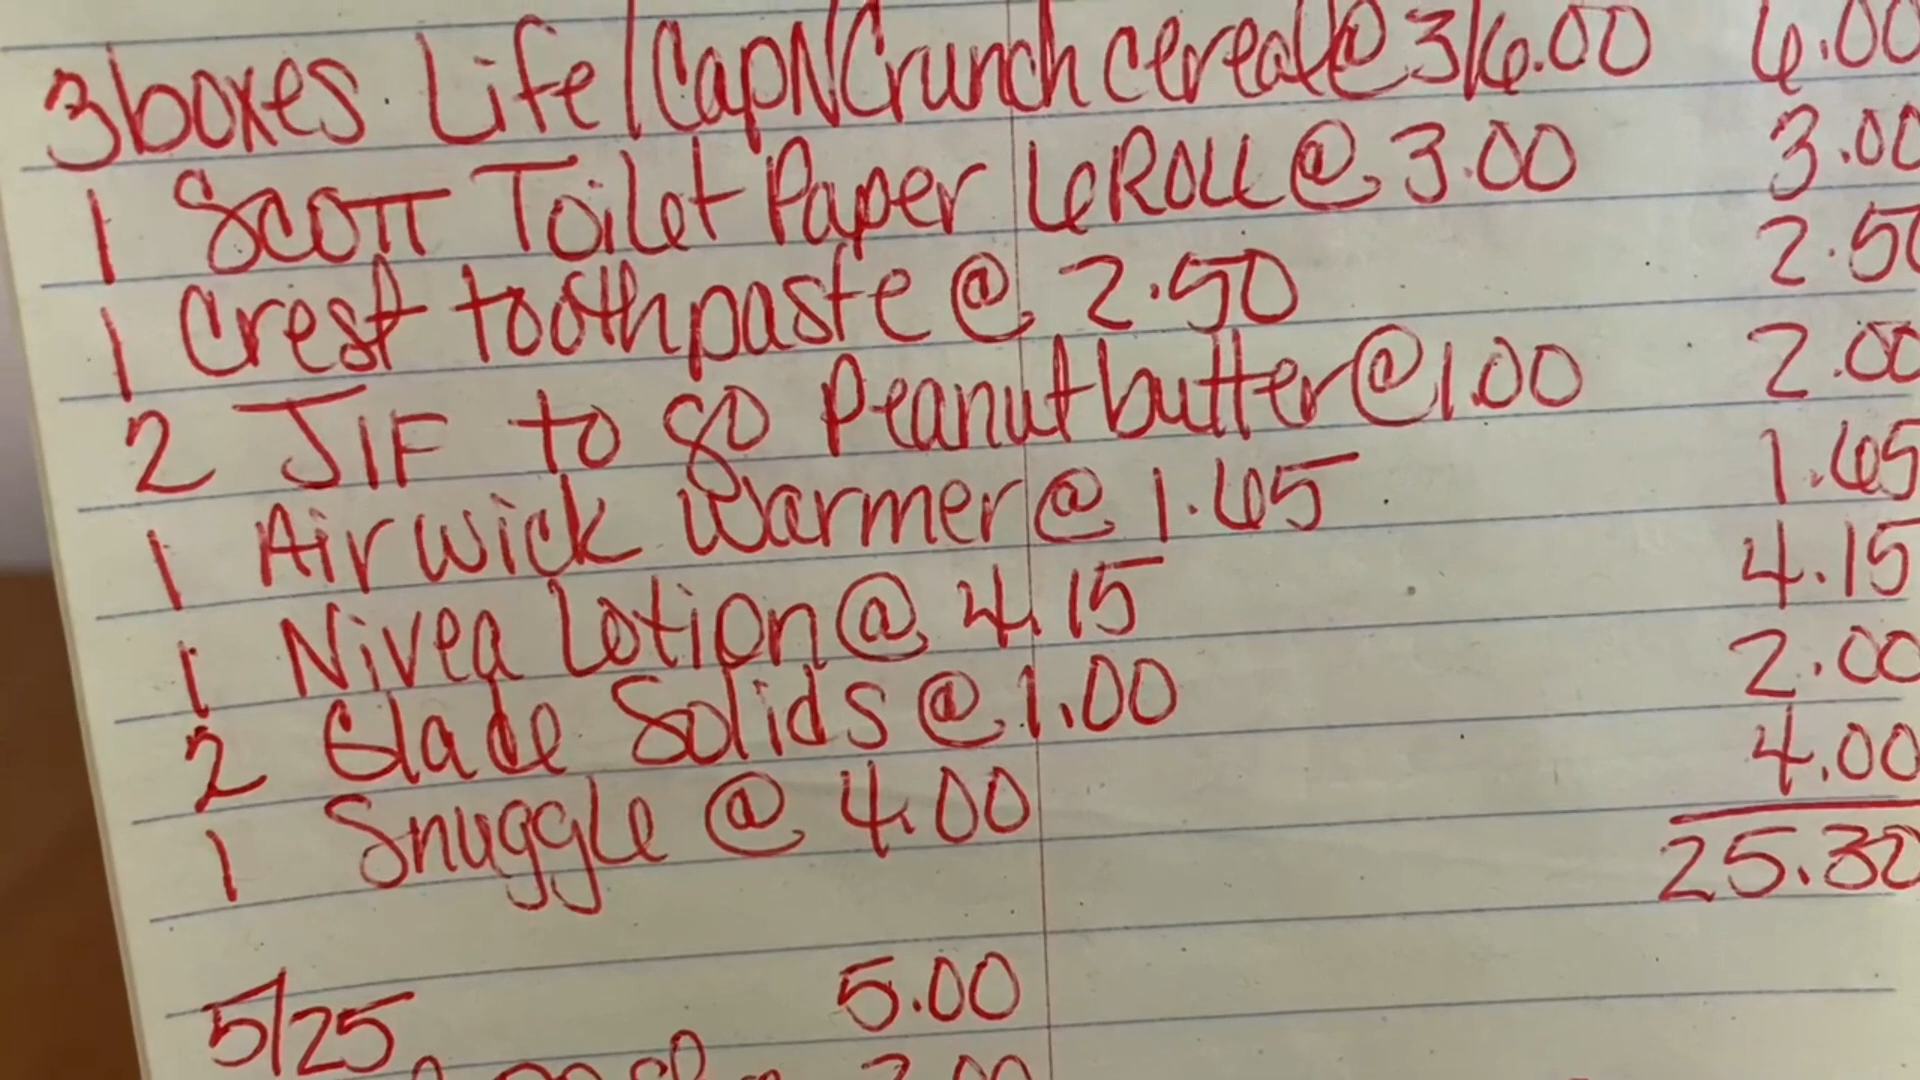 3 boxes Life/CapNCrunch cereal @ 3/6.00 6.00
1 Scott Toilet Paper 6 Roll @ 3.00 3.00
1 Crest toothpaste @ 2.50 2.50
2 JIF to go Peanutbutter @ 1.00 2.00
1 Airwick Warmer @ 1.65 1.65
1 Nivea Lotion @ 4.15 4.15
2 Glade Solids @ 1.00 2.00
1 Snuggle @ 4.00 4.00
25.30
5/25 5.00